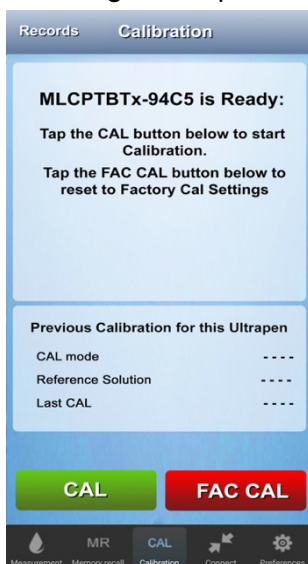 Records Calibration
MLCPTBTx-94C5 is Ready:
Tap the CAL button below to start
Calibration.
Tap the FAC CAL button below to
reset to Factory Cal Settings
Previous Calibration for this Ultrapen
CAL mode ----
Reference Solution ----
Last CAL ----
CAL FAC CAL
MR CAL
Measurement Memory recall Calibration Connect Preferences